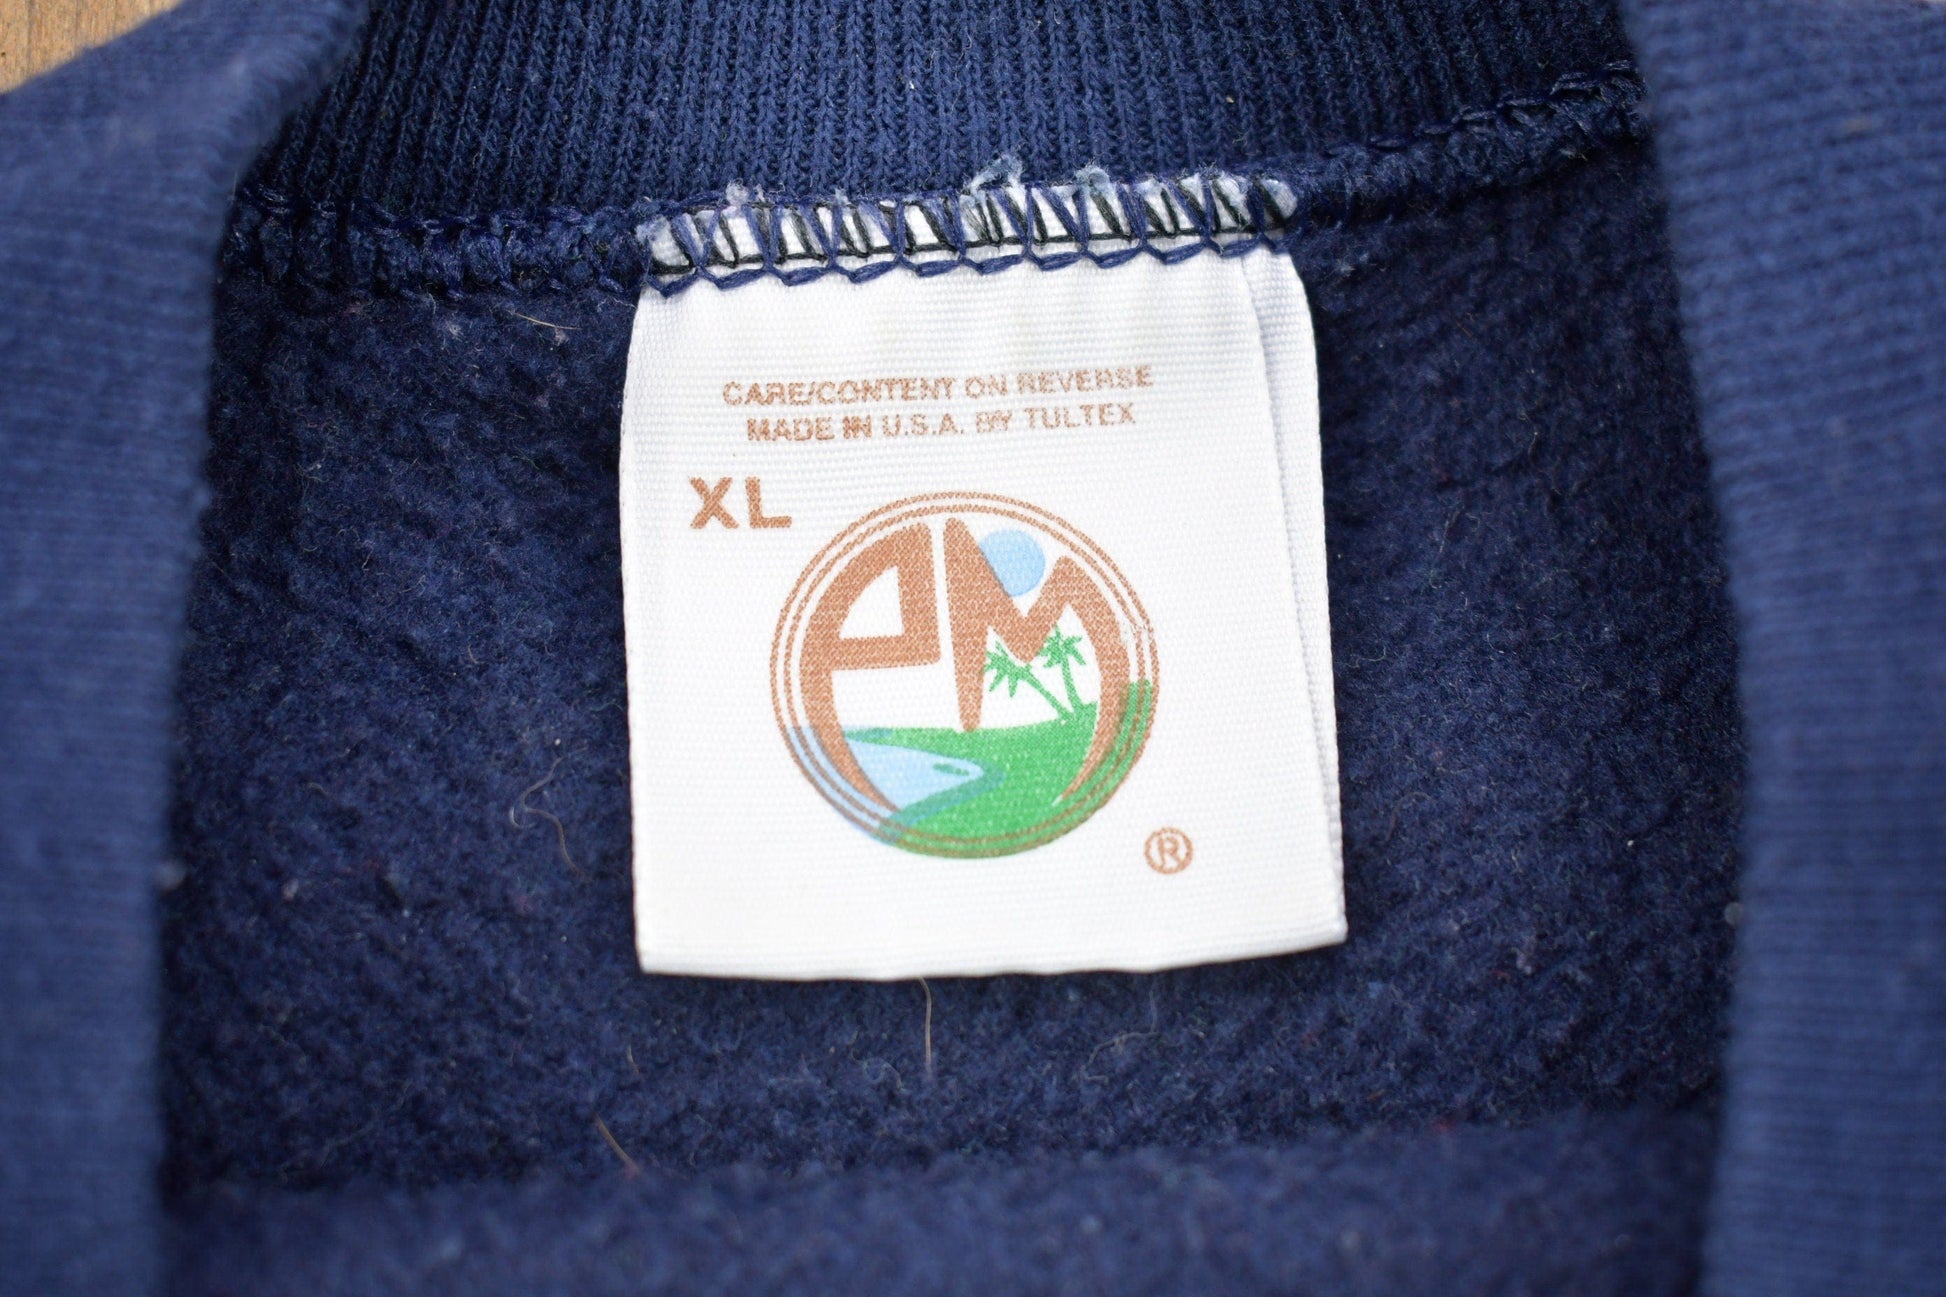 CARE/CONTENT ON REVERSE
MADE IN U.S.A. BY TULTEX
XL
PM
®